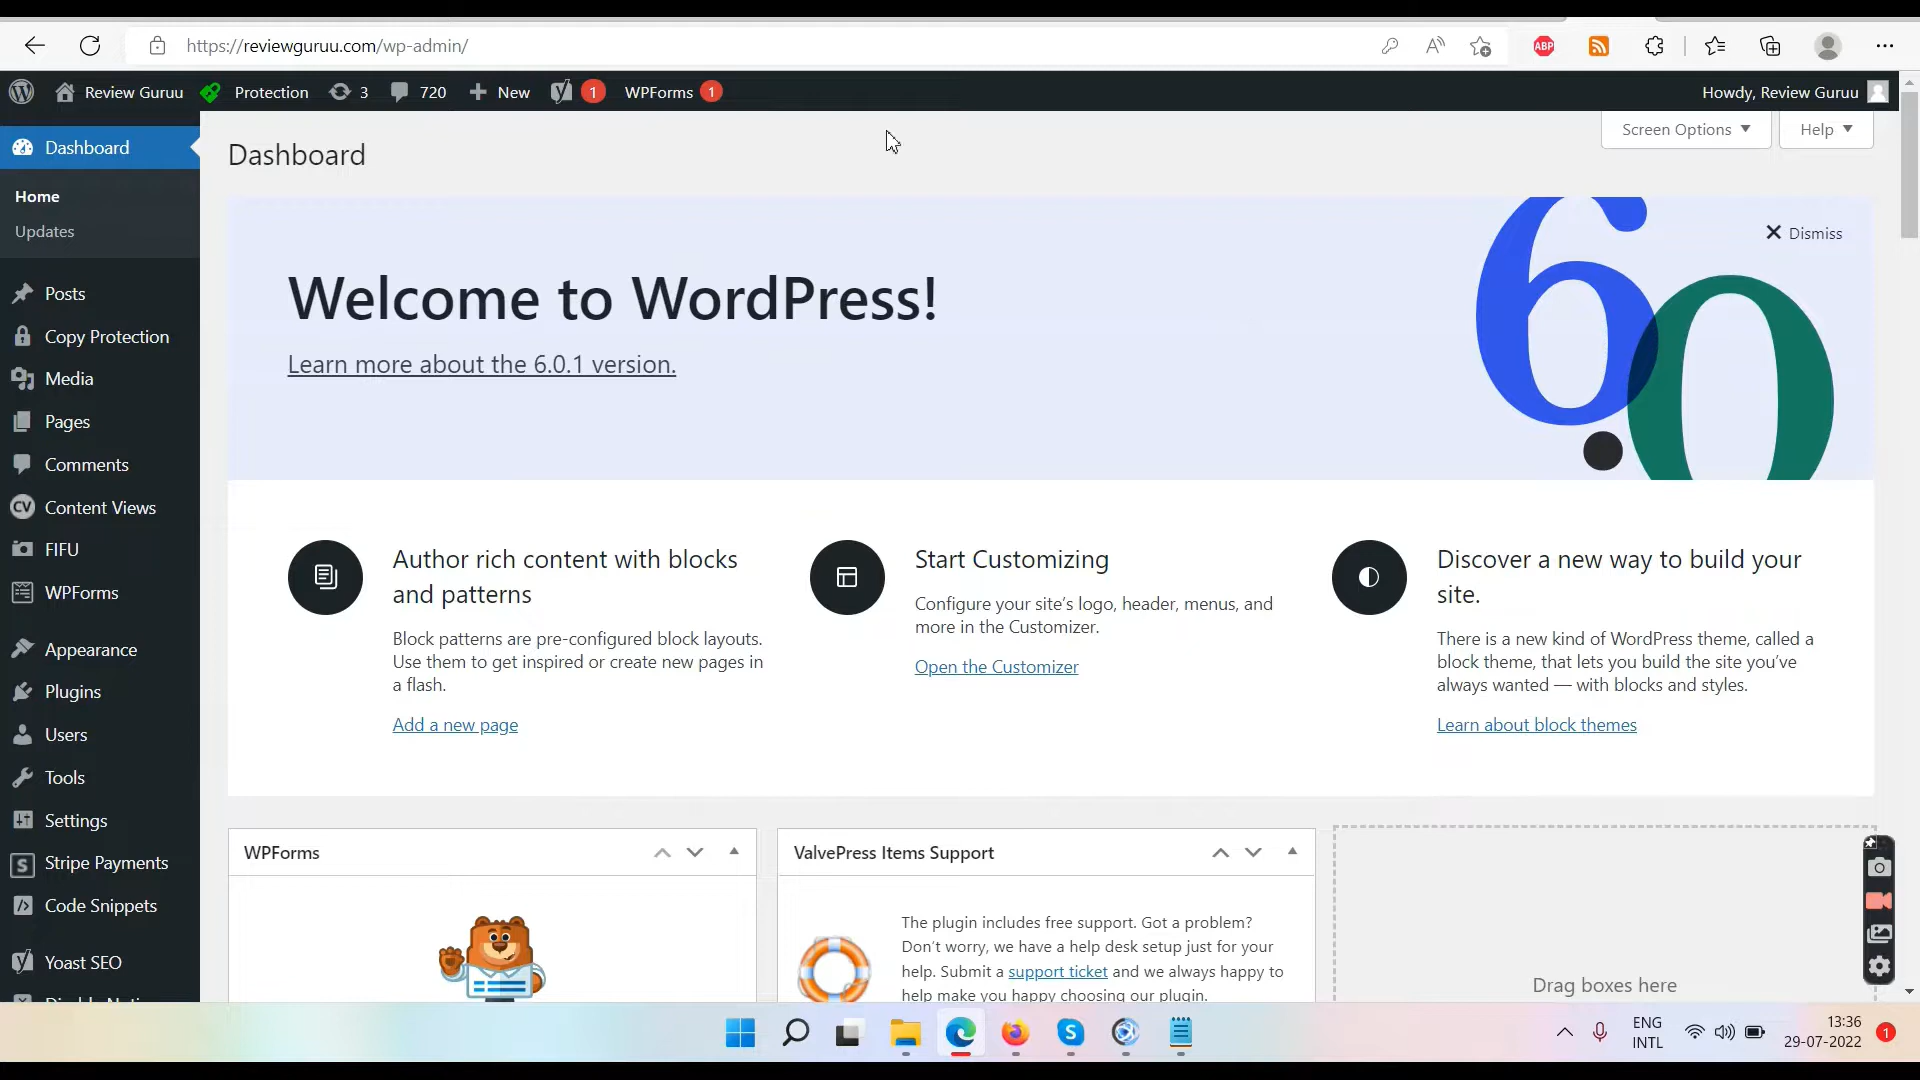 https://reviewguruu.com/wp-admin/
ABP
Review Guruu
Protection
3
720
New
1
WPForms
1
Howdy, Review Guruu
Dashboard
Home
Updates
Posts
Copy Protection
Media
Pages
Comments
CV Content Views
FIFU
WPForms
Appearance
Plugins
Users
Tools
Settings
S Stripe Payments
Code Snippets
Yoast SEO
Dashboard
Screen Options
Help
Dismiss
Welcome to WordPress!
Learn more about the 6.0.1 version.
6.0
Author rich content with blocks
and patterns
Block patterns are pre-configured block layouts.
Use them to get inspired or create new pages in
a flash.
Add a new page
Start Customizing
Configure your site's logo, header, menus, and
more in the Customizer.
Open the Customizer
Discover a new way to build your
site.
There is a new kind of WordPress theme, called a
block theme, that lets you build the site you've
always wanted — with blocks and styles.
Learn about block themes
WPForms
ValvePress Items Support
The plugin includes free support. Got a problem?
Don't worry, we have a help desk setup just for your
help. Submit a support ticket and we always happy to
help make you happy choosing our plugin.
Drag boxes here
ENG
INTL
13:36
29-07-2022
1